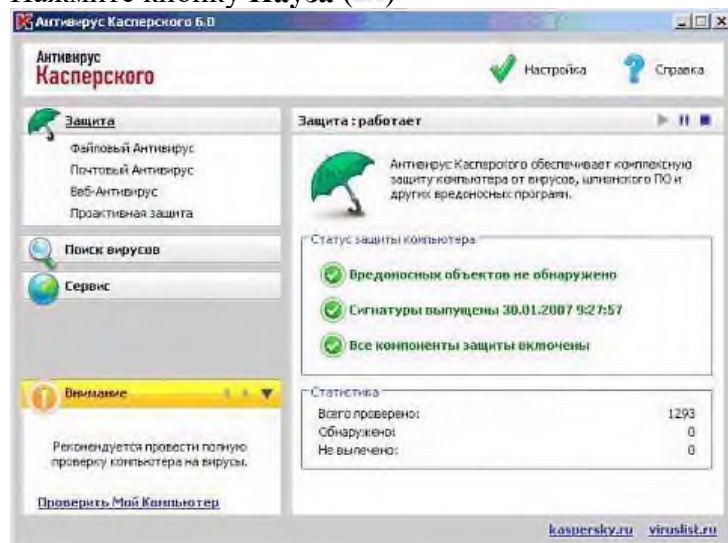 Нажмите кнопку Пауза
Антивирус Касперского 6.0
Антивирус
Касперского
Настройка
Справка
Защита
Файловый Антивирус
Почтовый Антивирус
Веб-Антивирус
Проактивная защита
Поиск вирусов
Сервис
Внимание
Рекомендуется провести полную
проверку компьютера на вирусы.
Проверить Мой Компьютер
Защита : работает
Антивирус Касперского обеспечивает комплексную
защиту компьютера от вирусов, шпионского ПО и
других вредоносных программ.
Статус защиты компьютера
Вредоносных объектов не обнаружено
Сигнатуры выпущены 30.01.2007 9:27:57
Все компоненты защиты включены
Статистика
Всего проверено: 1293
Обнаружено: 0
Не вылечено: 0
kaspersky.ru viruslist.ru